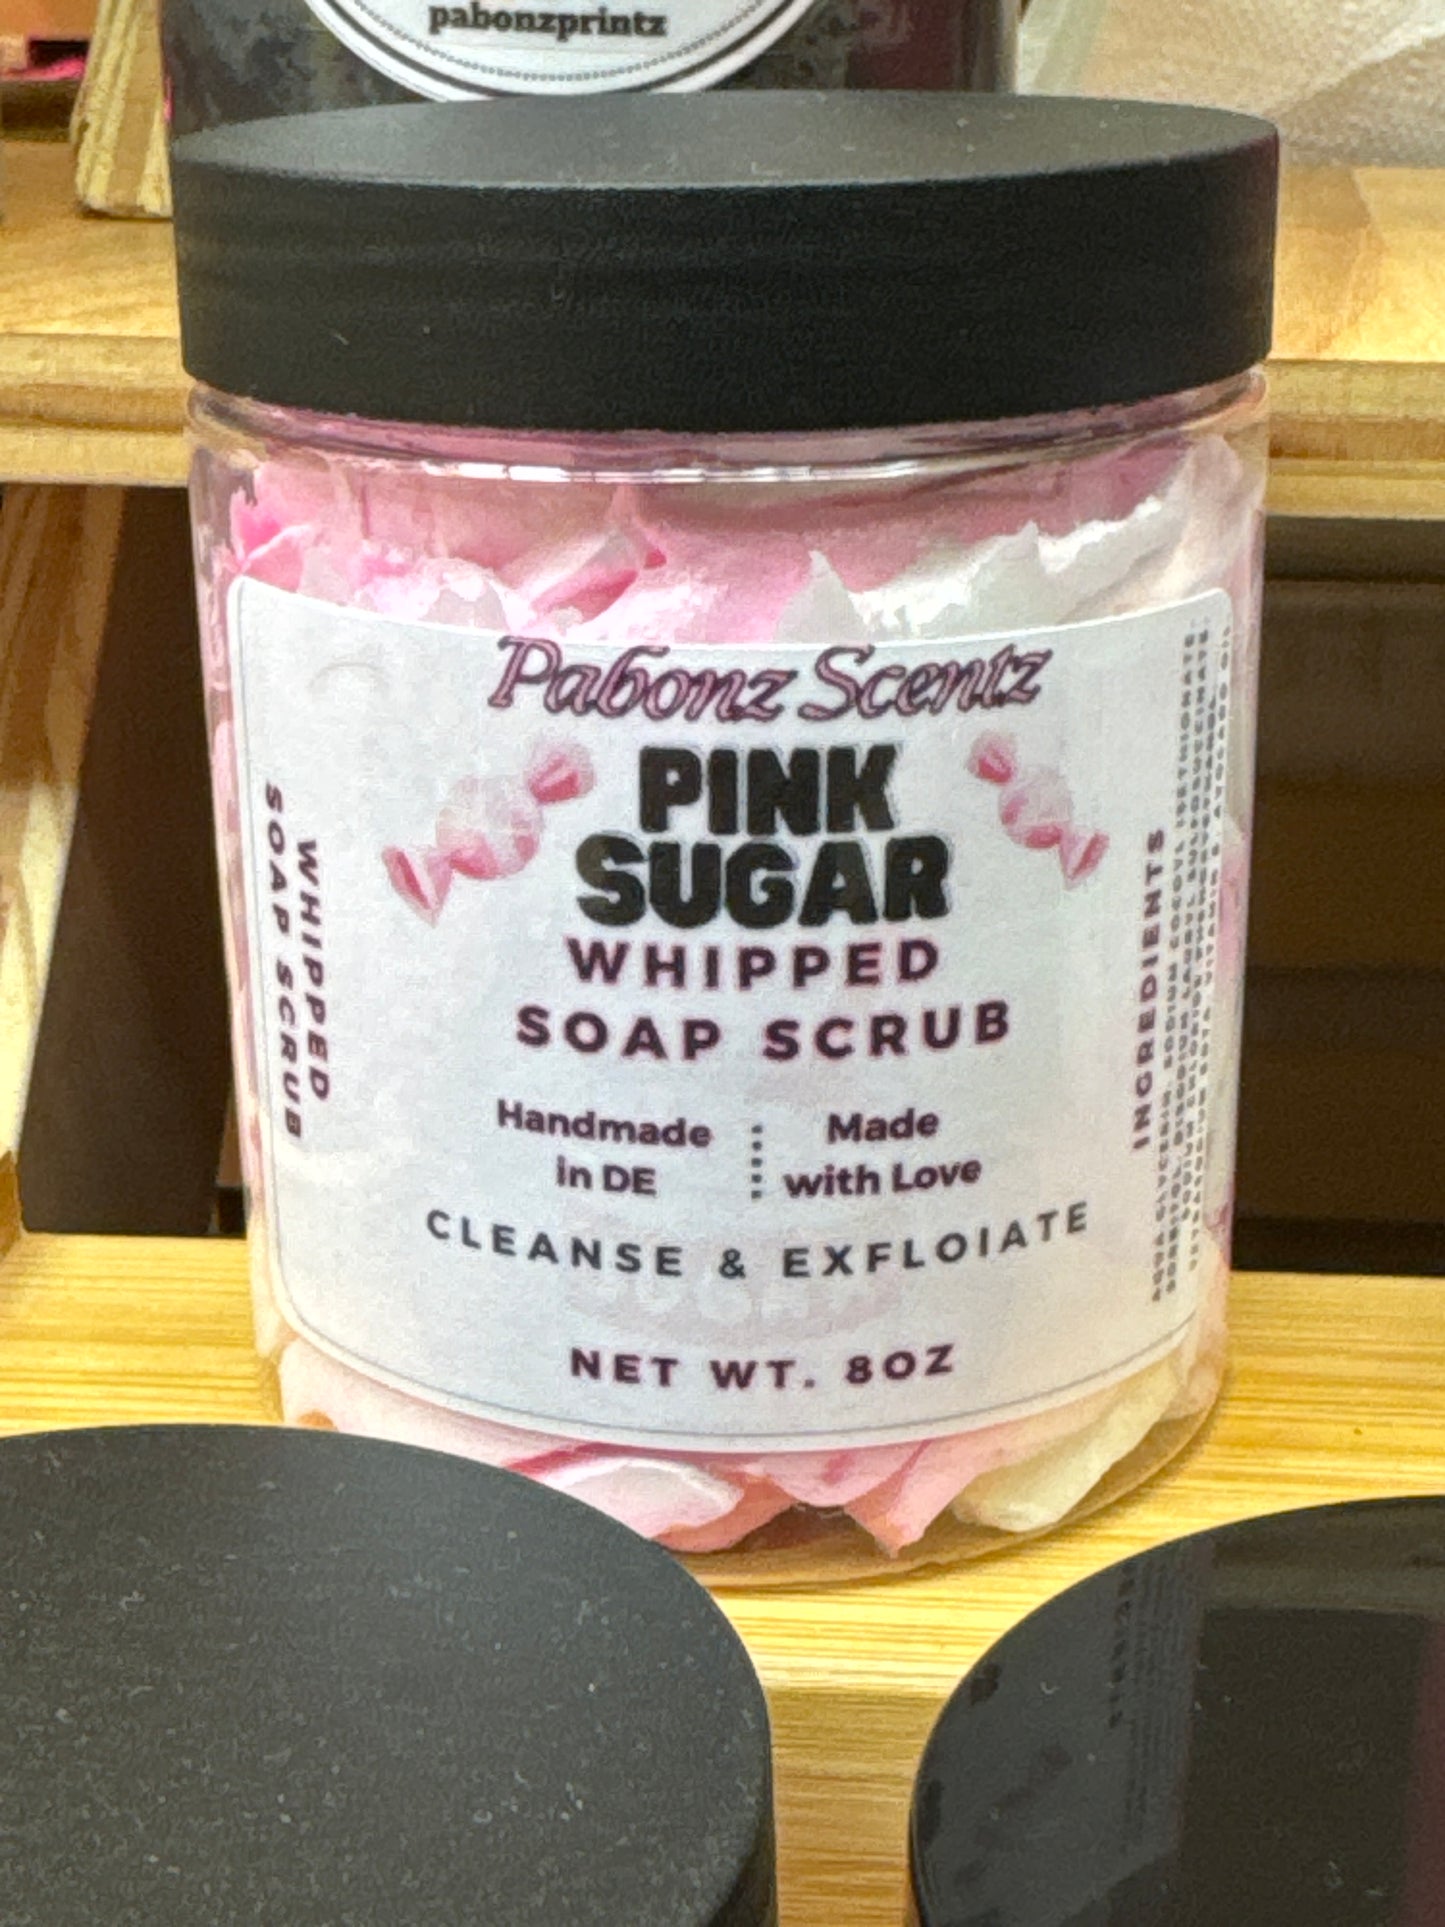 pabonzprintz
Pabonz Scentz
PINK
SUGAR
WHIPPED
SOAP SCRUB
Handmade
in DE
Made
with Love
CLEANSE & EXFLOIATE
NET WT. 8OZ
WHIPPED
SOAP SCRUB
INGREDIENTS